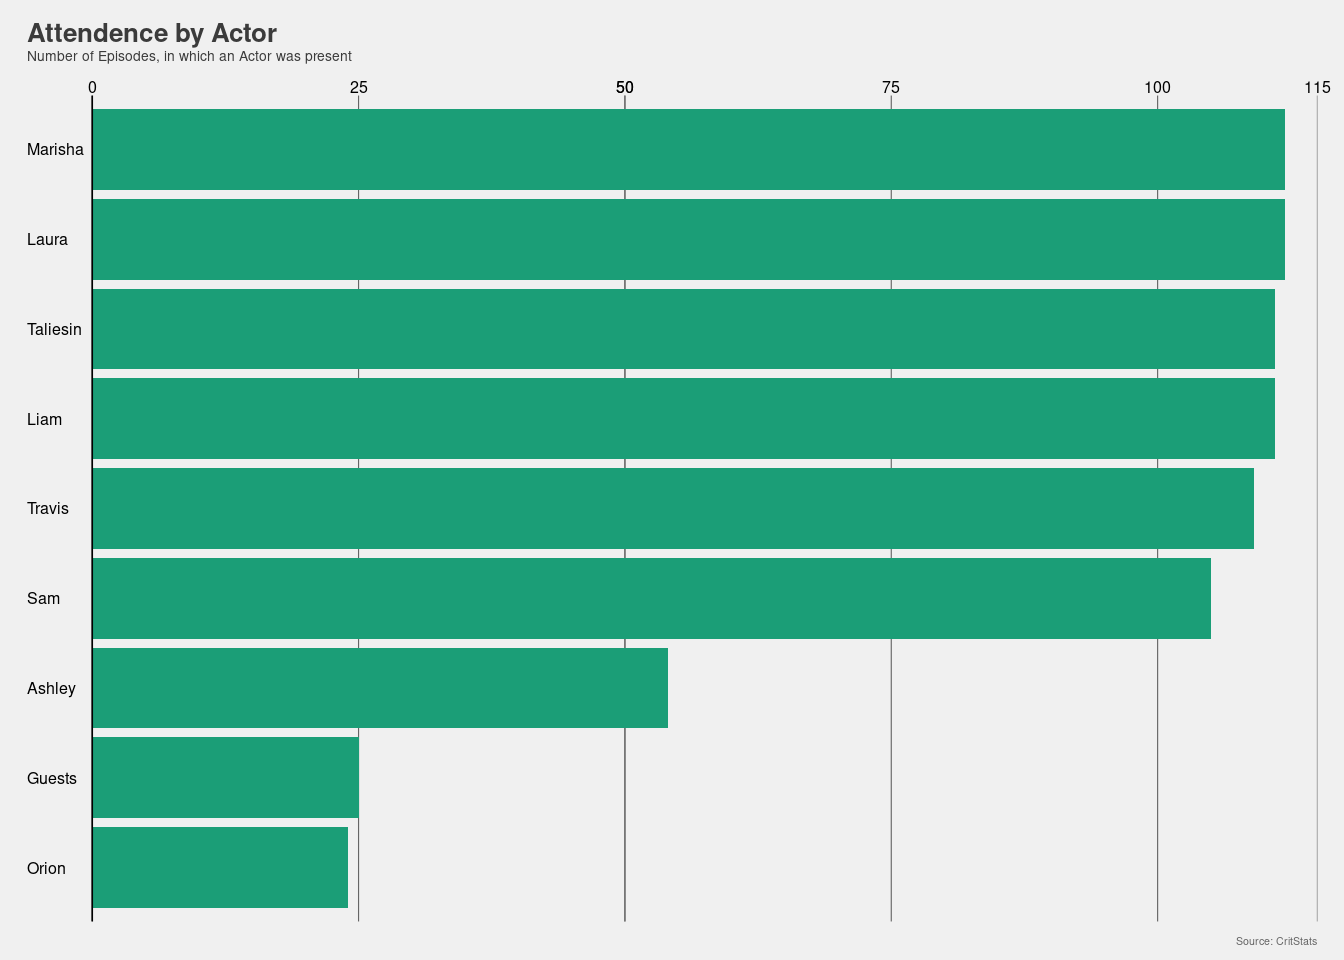 Attendence by Actor
Number of Episodes, in which an Actor was present
0 25 50 75 100 115
Marisha
Laura
Taliesin
Liam
Travis
Sam
Ashley
Guests
Orion
Source: CritStats